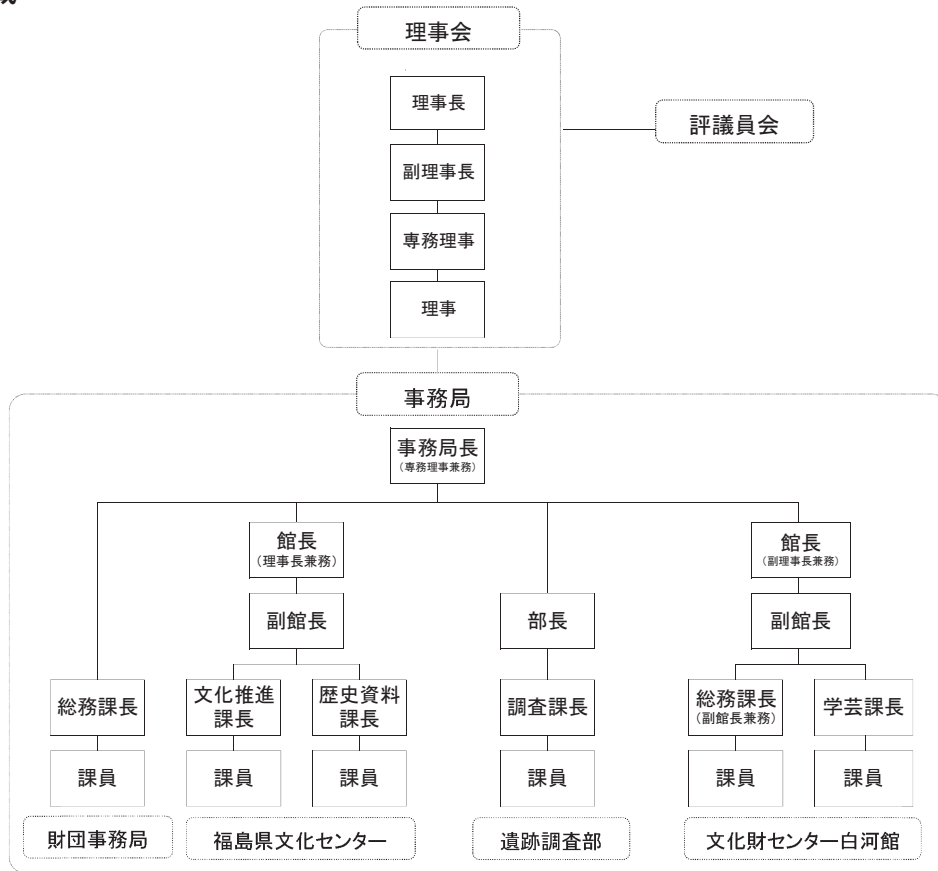 理事会
理事長
評議員会
副理事長
専務理事
理事
事務局
事務局長
(専務理事兼務)
館長
(理事長兼務)
館長
(副理事長兼務)
副館長
部長
副館長
総務課長
文化推進
課長
歴史資料
課長
調査課長
総務課長
(副館長兼務)
学芸課長
課員
課員
課員
課員
課員
課員
財団事務局
福島県文化センター
遺跡調査部
文化財センター白河館